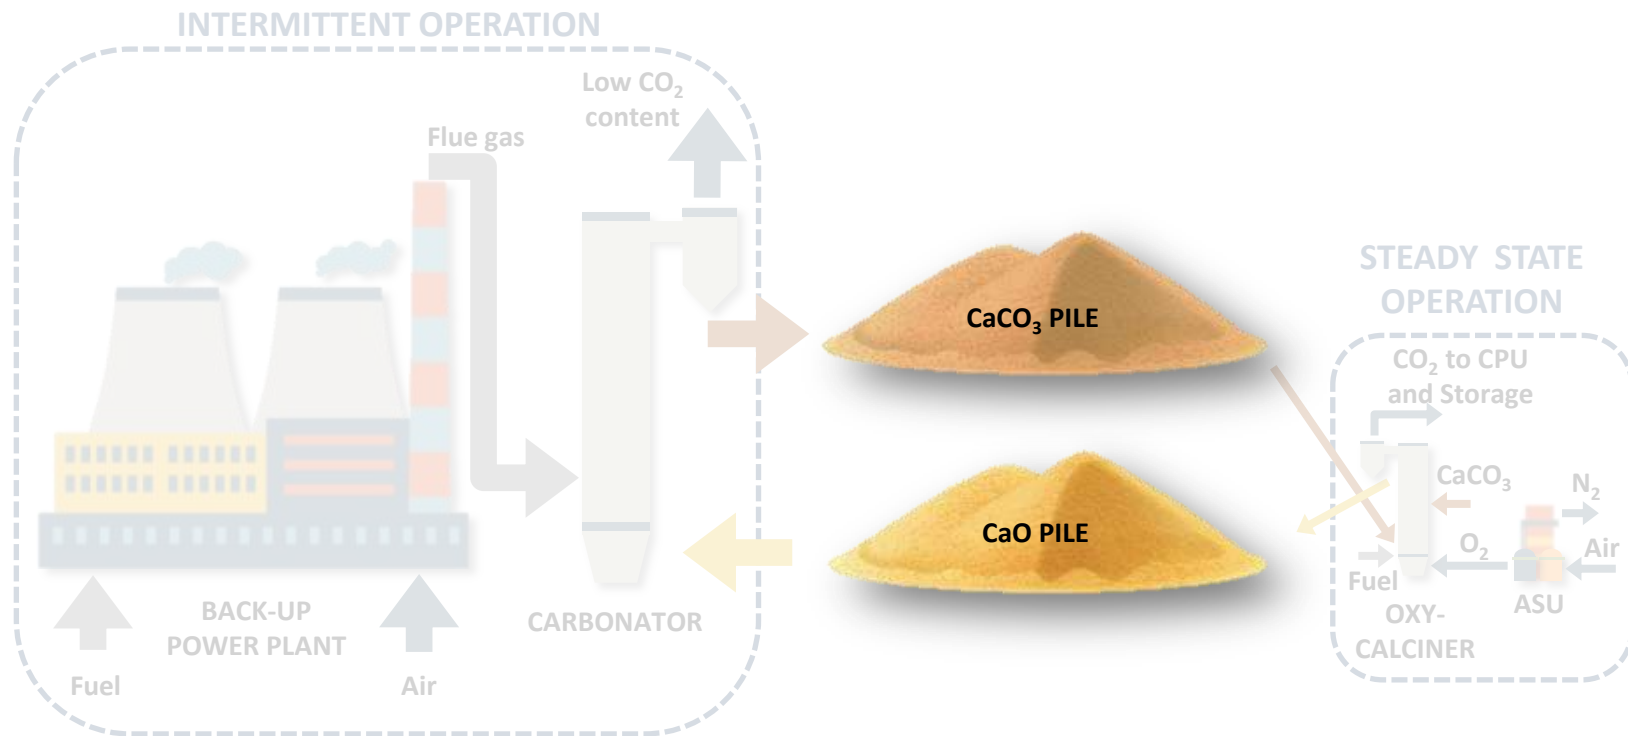 INTERMITTENT OPERATION
Low CO₂
content
Flue gas
BACK-UP
POWER PLANT
Fuel
Air
CARBONATOR
CaCO₃ PILE
CaO PILE
STEADY STATE
OPERATION
CO₂ to CPU
and Storage
CaCO₃
N₂
O₂
Air
Fuel
ASU
OXY-
CALCINER